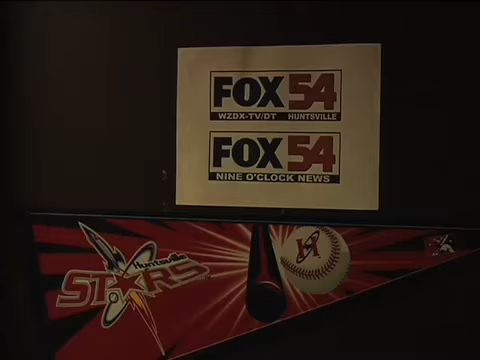 FOX 54
WZDX-TV/DT HUNTSVILLE
FOX 54
NINE O'CLOCK NEWS
Huntsville
STARS
H